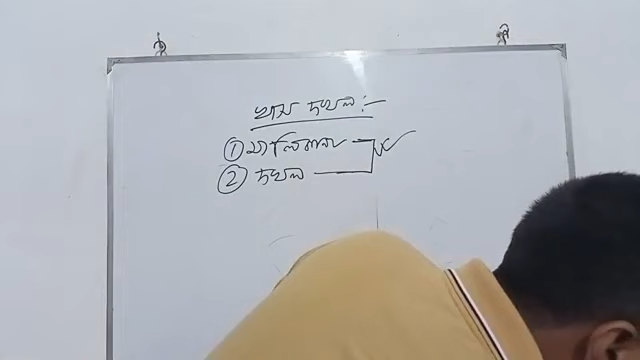 খাস দখল :-
① মালিকানা
② দখল